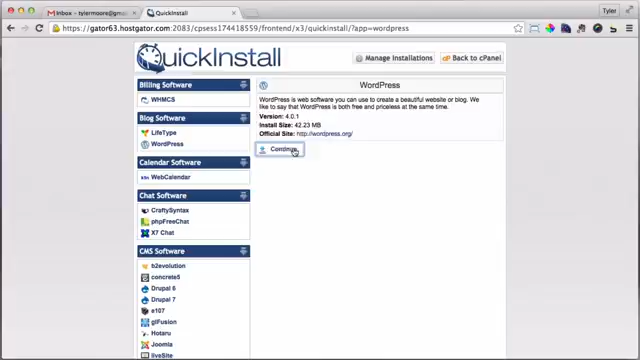 Inbox – tylermoore@gma
QuickInstall
Tyler
https://gator63.hostgator.com:2083/cpsess174418559/frontend/x3/quickinstall/?app=wordpress
QuickInstall
Manage Installations
cP Back to cPanel
Billing Software
WHMCS
Blog Software
LifeType
WordPress
Calendar Software
WebCalendar
Chat Software
CraftySyntax
phpFreeChat
X7 Chat
CMS Software
b2evolution
concrete5
Drupal 6
Drupal 7
e107
glFusion
Hotaru
Joomla
liveSite
WordPress
WordPress is web software you can use to create a beautiful website or blog. We
like to say that WordPress is both free and priceless at the same time.
Version: 4.0.1
Install Size: 42.23 MB
Official Site: http://wordpress.org/
Continue